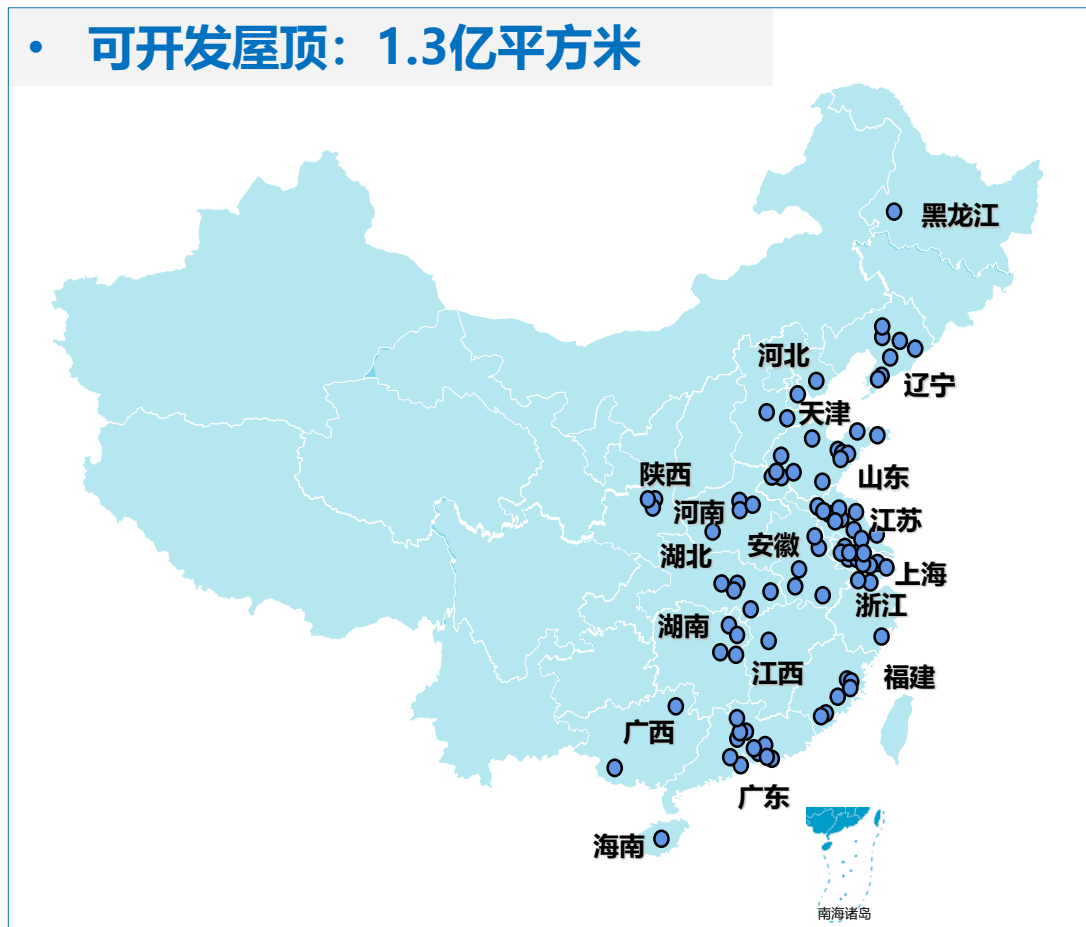 • 可开发屋顶：1.3亿平方米
黑龙江
河北
辽宁
天津
山东
陕西
河南
江苏
安徽
湖北
上海
浙江
湖南
江西
福建
广西
广东
海南
南海诸岛